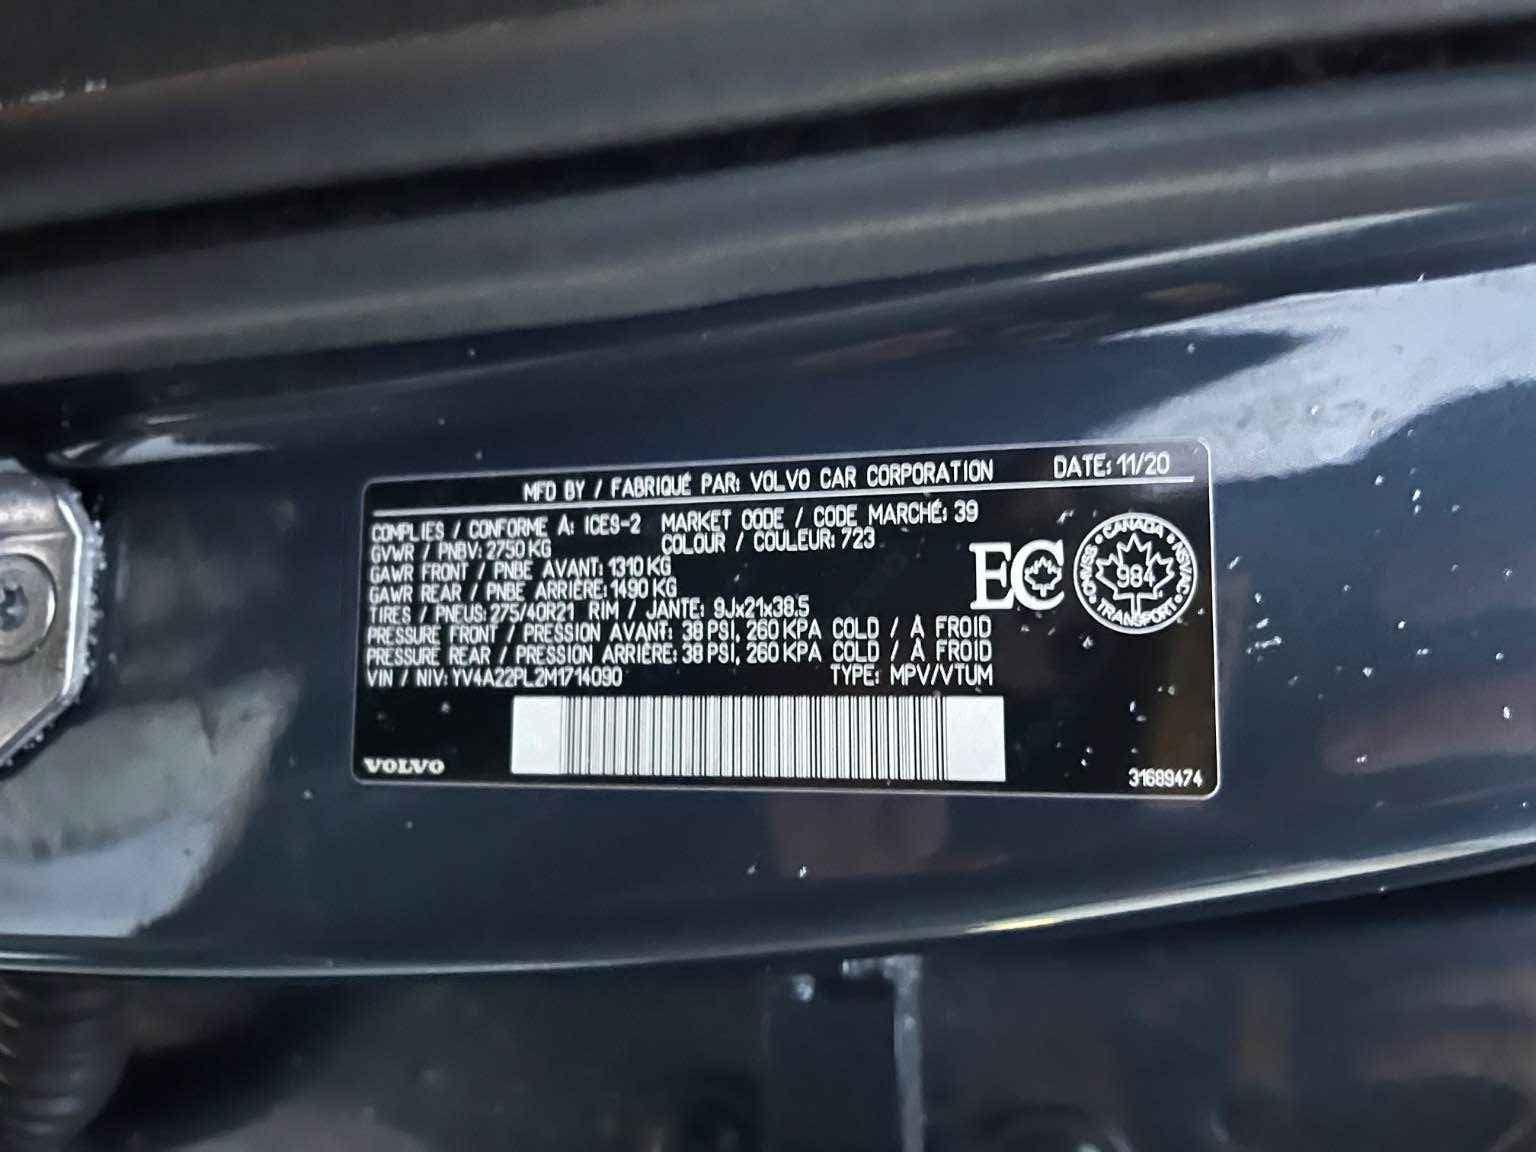 MFD BY / FABRIQUÉ PAR: VOLVO CAR CORPORATION DATE: 11/20
COMPLIES / CONFORME À: ICES-2 MARKET CODE / CODE MARCHÉ: 39
GVWR / PNBV: 2750 KG COLOUR / COULEUR: 723
GAWR FRONT / PNBE AVANT: 1310 KG
GAWR REAR / PNBE ARRIÈRE: 1490 KG
TIRES / PNEUS: 275/40R21 RIM / JANTE: 9Jx21x38.5
PRESSURE FRONT / PRESSION AVANT: 38 PSI, 260 KPA COLD / À FROID
PRESSURE REAR / PRESSION ARRIÈRE: 38 PSI, 260 KPA COLD / À FROID
VIN / NIV: YV4A22PL2M1714090 TYPE: MPV/VTUM
EC
CANADA
NSVAC
984
CMVSS
TRANSPORT
VOLVO
31689474